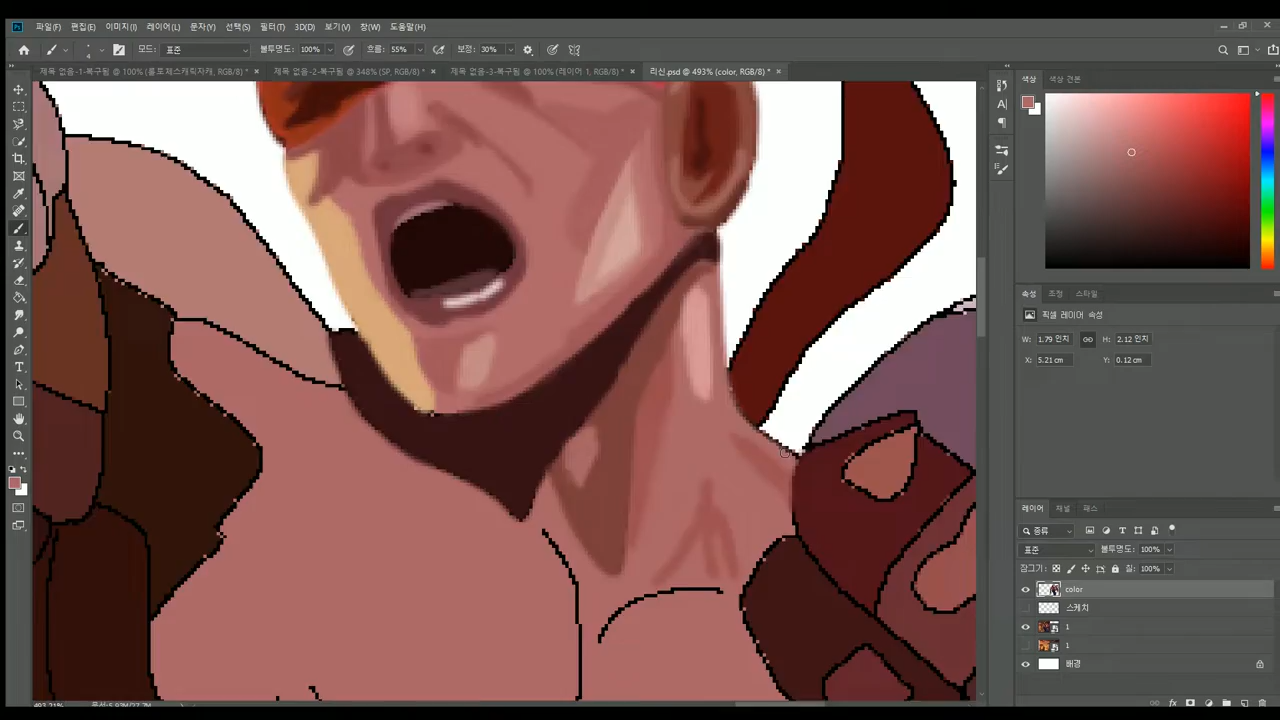 Ps 파일(F) 편집(E) 이미지(I) 레이어(L) 문자(Y) 선택(S) 필터(T) 3D(D) 보기(V) 창(W) 도움말(H)
4 모드: 표준 불투명도: 100% 흐름: 55% 보정: 30%
제목 없음-1-복구됨 @ 100% (롤포제스캐릭자캐, RGB/8) * × 제목 없음-2-복구됨 @ 348% (SP, RGB/8) * × 제목 없음-3-복구됨 @ 100% (레이어 1, RGB/8) * × 리신.psd @ 493% (color, RGB/8) * ×
색상 색상 견본
속성 조정 스타일
픽셀 레이어 속성
W: 1.79 인치 H: 2.12 인치
X: 5.21 cm Y: 0.12 cm
레이어 채널 패스
종류
표준 불투명도: 100%
잠그기: 칠: 100%
color
스케치
1
1
배경